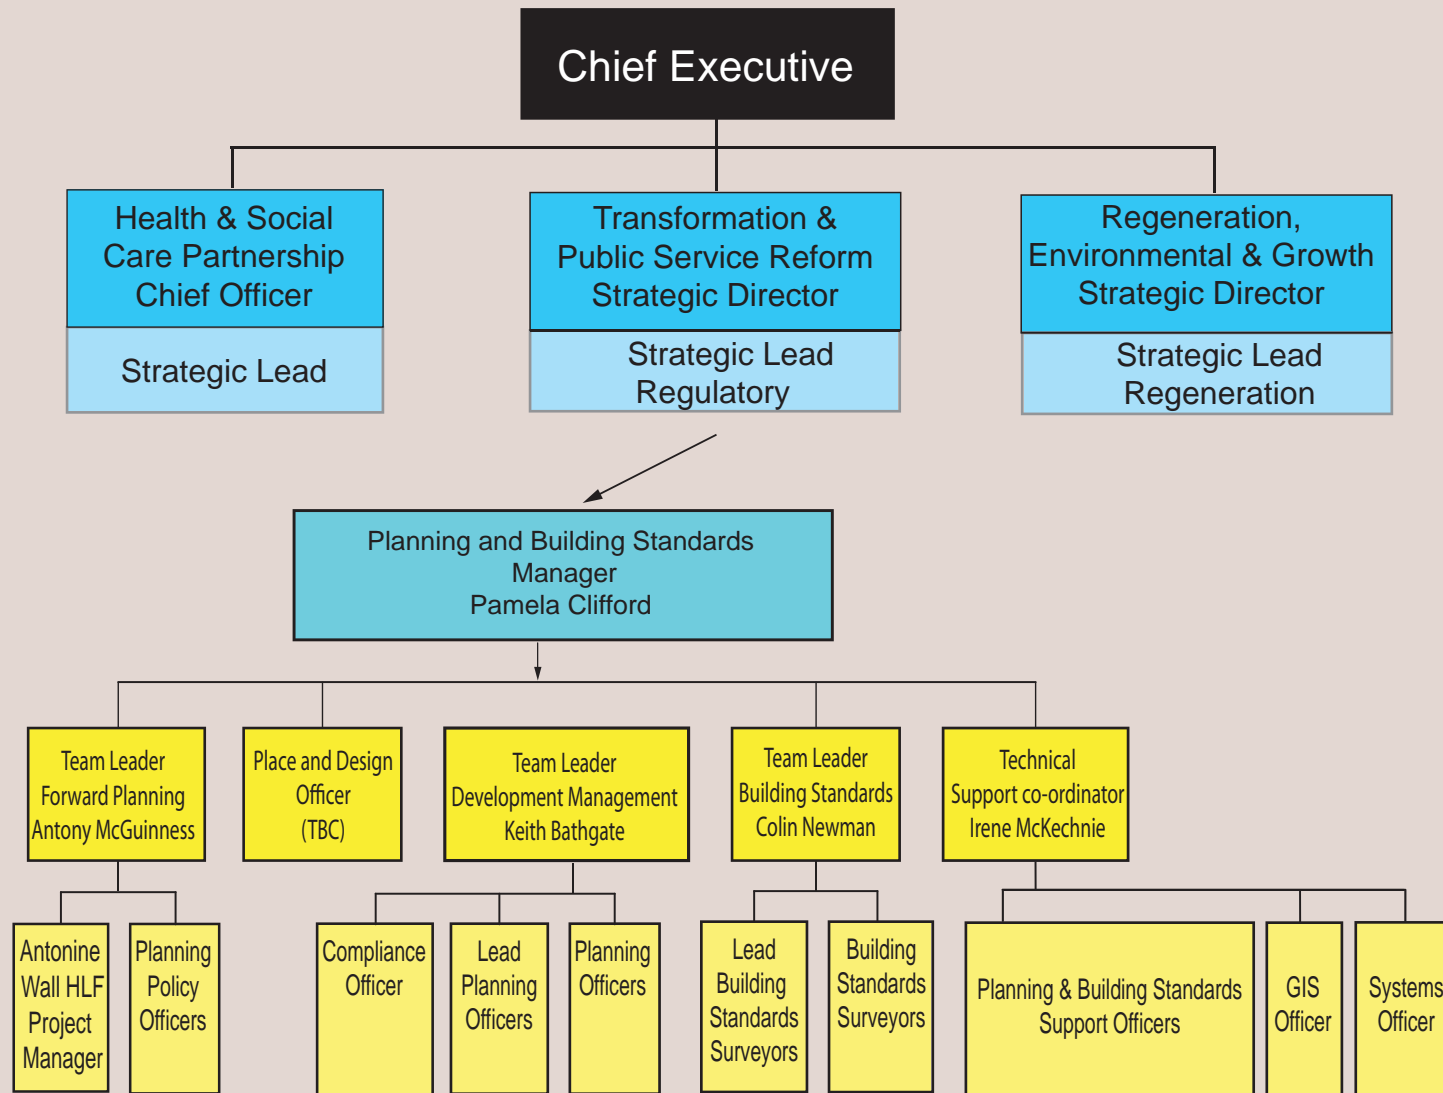 Chief Executive
Health & Social
Care Partnership
Chief Officer
Strategic Lead
Transformation &
Public Service Reform
Strategic Director
Strategic Lead
Regulatory
Regeneration,
Environmental & Growth
Strategic Director
Strategic Lead
Regeneration
Planning and Building Standards
Manager
Pamela Clifford
Team Leader
Forward Planning
Antony McGuinness
Place and Design
Officer
(TBC)
Team Leader
Development Management
Keith Bathgate
Team Leader
Building Standards
Colin Newman
Technical
Support co-ordinator
Irene McKechnie
Antonine
Wall HLF
Project
Manager
Planning
Policy
Officers
Compliance
Officer
Lead
Planning
Officers
Planning
Officers
Lead
Building
Standards
Surveyors
Building
Standards
Surveyors
Planning & Building Standards
Support Officers
GIS
Officer
Systems
Officer